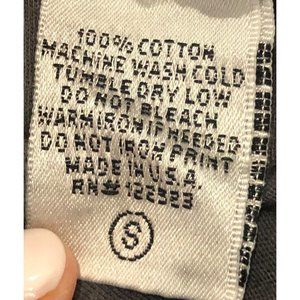 100% COTTON
MACHINE WASH COLD
TUMBLE DRY LOW
DO NOT BLEACH
WARM IRON IF NEEDED
DO NOT IRON PRINT
MADE IN U.S.A.
RN# 122323
S